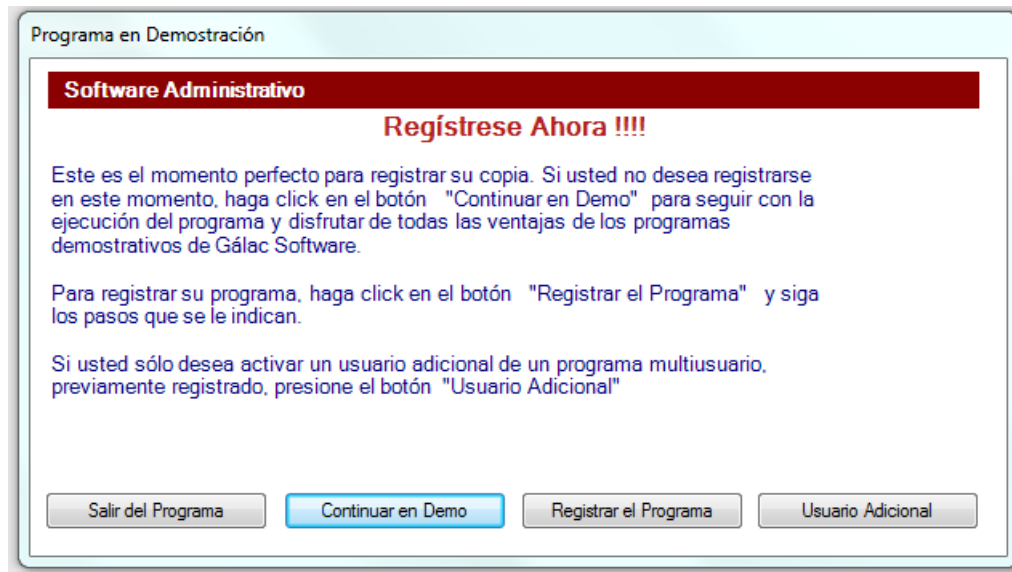 Programa en Demostración
Software Administrativo
Regístrese Ahora !!!!
Este es el momento perfecto para registrar su copia. Si usted no desea registrarse
en este momento, haga click en el botón "Continuar en Demo" para seguir con la
ejecución del programa y disfrutar de todas las ventajas de los programas
demostrativos de Gálac Software.
Para registrar su programa, haga click en el botón "Registrar el Programa" y siga
los pasos que se le indican.
Si usted sólo desea activar un usuario adicional de un programa multiusuario,
previamente registrado, presione el botón "Usuario Adicional"
Salir del Programa Continuar en Demo Registrar el Programa Usuario Adicional